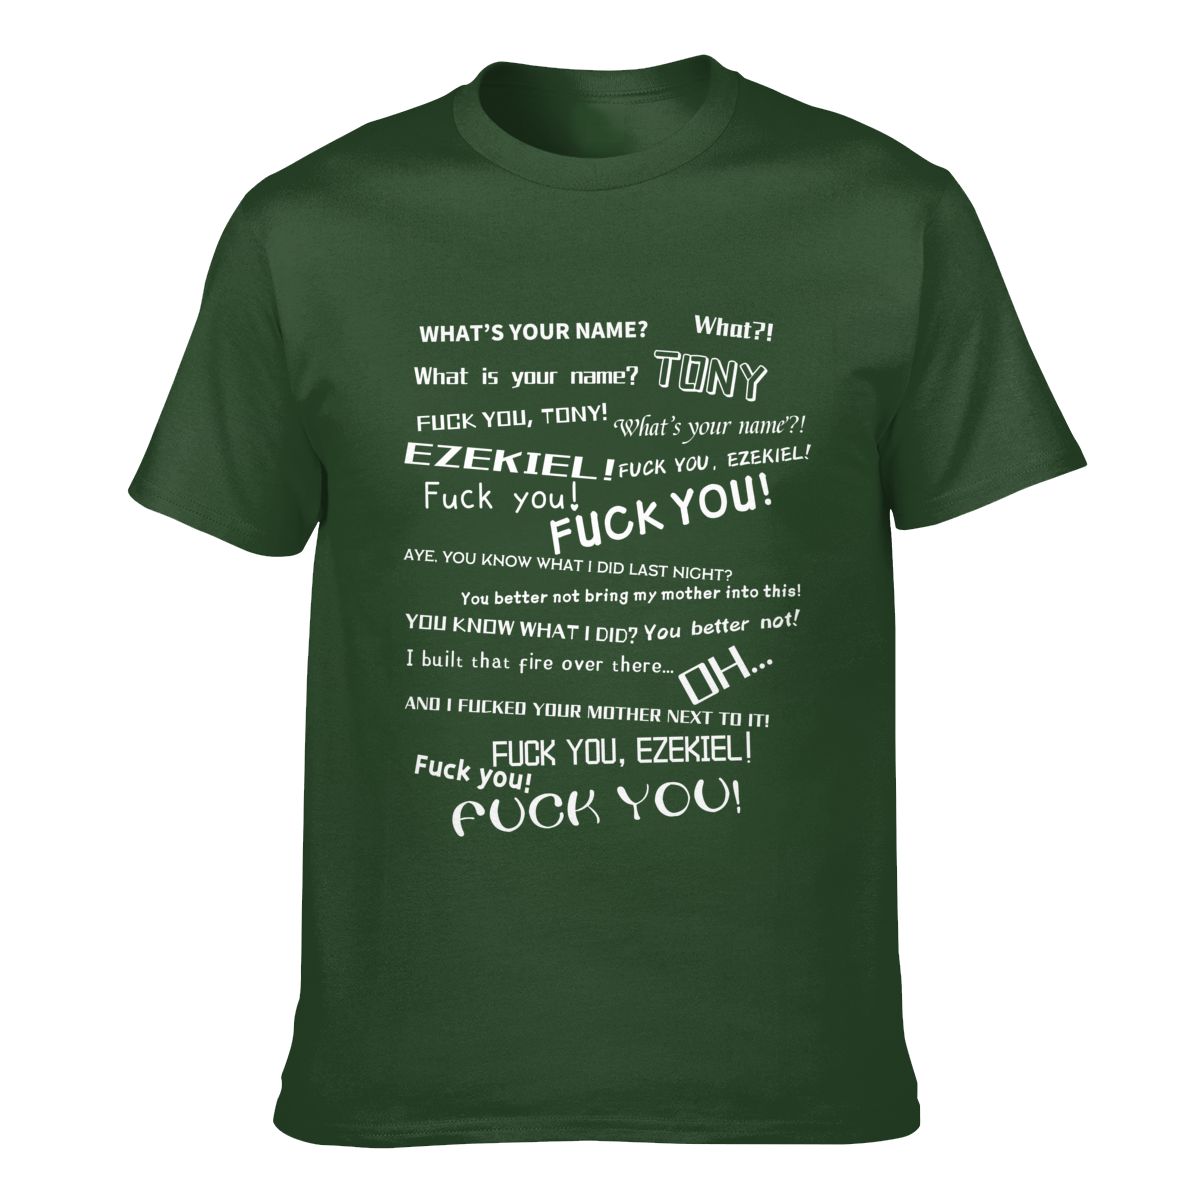 WHAT'S YOUR NAME? What?!
What is your name? TONY
FUCK YOU, TONY! What's your name?!
EZEKIEL! FUCK YOU, EZEKIEL!
Fuck you!
FUCK YOU!
AYE, YOU KNOW WHAT I DID LAST NIGHT?
You better not bring my mother into this!
YOU KNOW WHAT I DID? You better not!
I built that fire over there... OH...
AND I FUCKED YOUR MOTHER NEXT TO IT!
FUCK YOU, EZEKIEL!
Fuck you!
FUCK YOU!